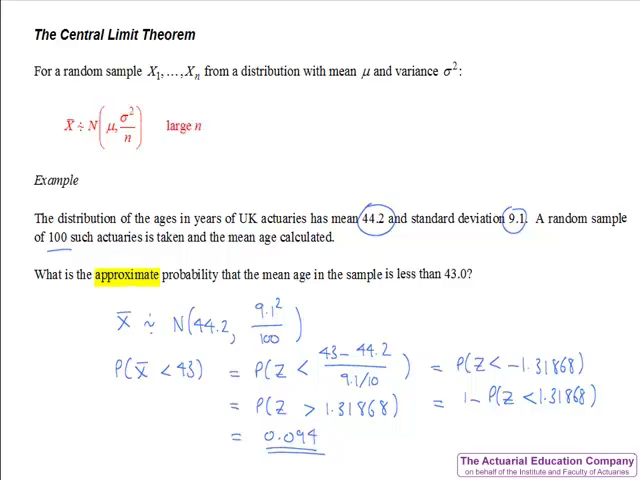 The Central Limit Theorem
For a random sample X₁,…,Xₙ from a distribution with mean μ and variance σ²:
X̄ ∻ N(μ, σ²/n) large n
Example
The distribution of the ages in years of UK actuaries has mean 44.2 and standard deviation 9.1. A random sample
of 100 such actuaries is taken and the mean age calculated.
What is the approximate probability that the mean age in the sample is less than 43.0?
X̄ ∻ N(44.2, 9.1²/100)
P(X̄ < 43) = P(Z < (43 - 44.2)/(9.1/10)) = P(Z < -1.31868)
= P(Z > 1.31868) = 1 - P(Z < 1.31868)
= 0.094
The Actuarial Education Company
on behalf of the Institute and Faculty of Actuaries